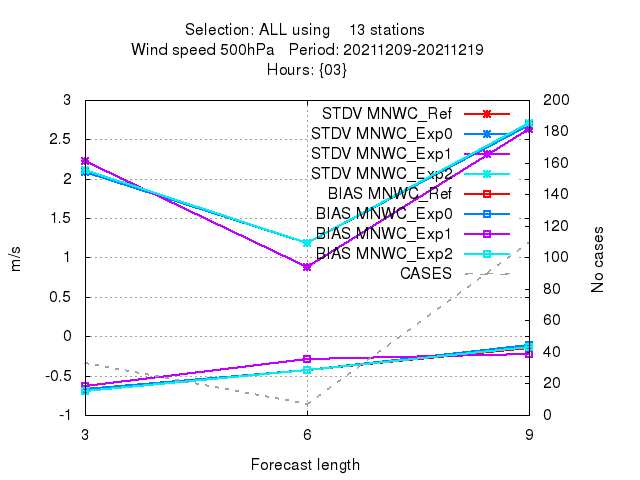 Selection: ALL using 13 stations
Wind speed 500hPa Period: 20211209-20211219
Hours: {03}
STDV MNWC_Ref
STDV MNWC_Exp0
STDV MNWC_Exp1
STDV MNWC_Exp2
BIAS MNWC_Ref
BIAS MNWC_Exp0
BIAS MNWC_Exp1
BIAS MNWC_Exp2
CASES
3
2.5
2
1.5
1
0.5
0
-0.5
-1
m/s
200
180
160
140
120
100
80
60
40
20
0
No cases
3 6 9
Forecast length